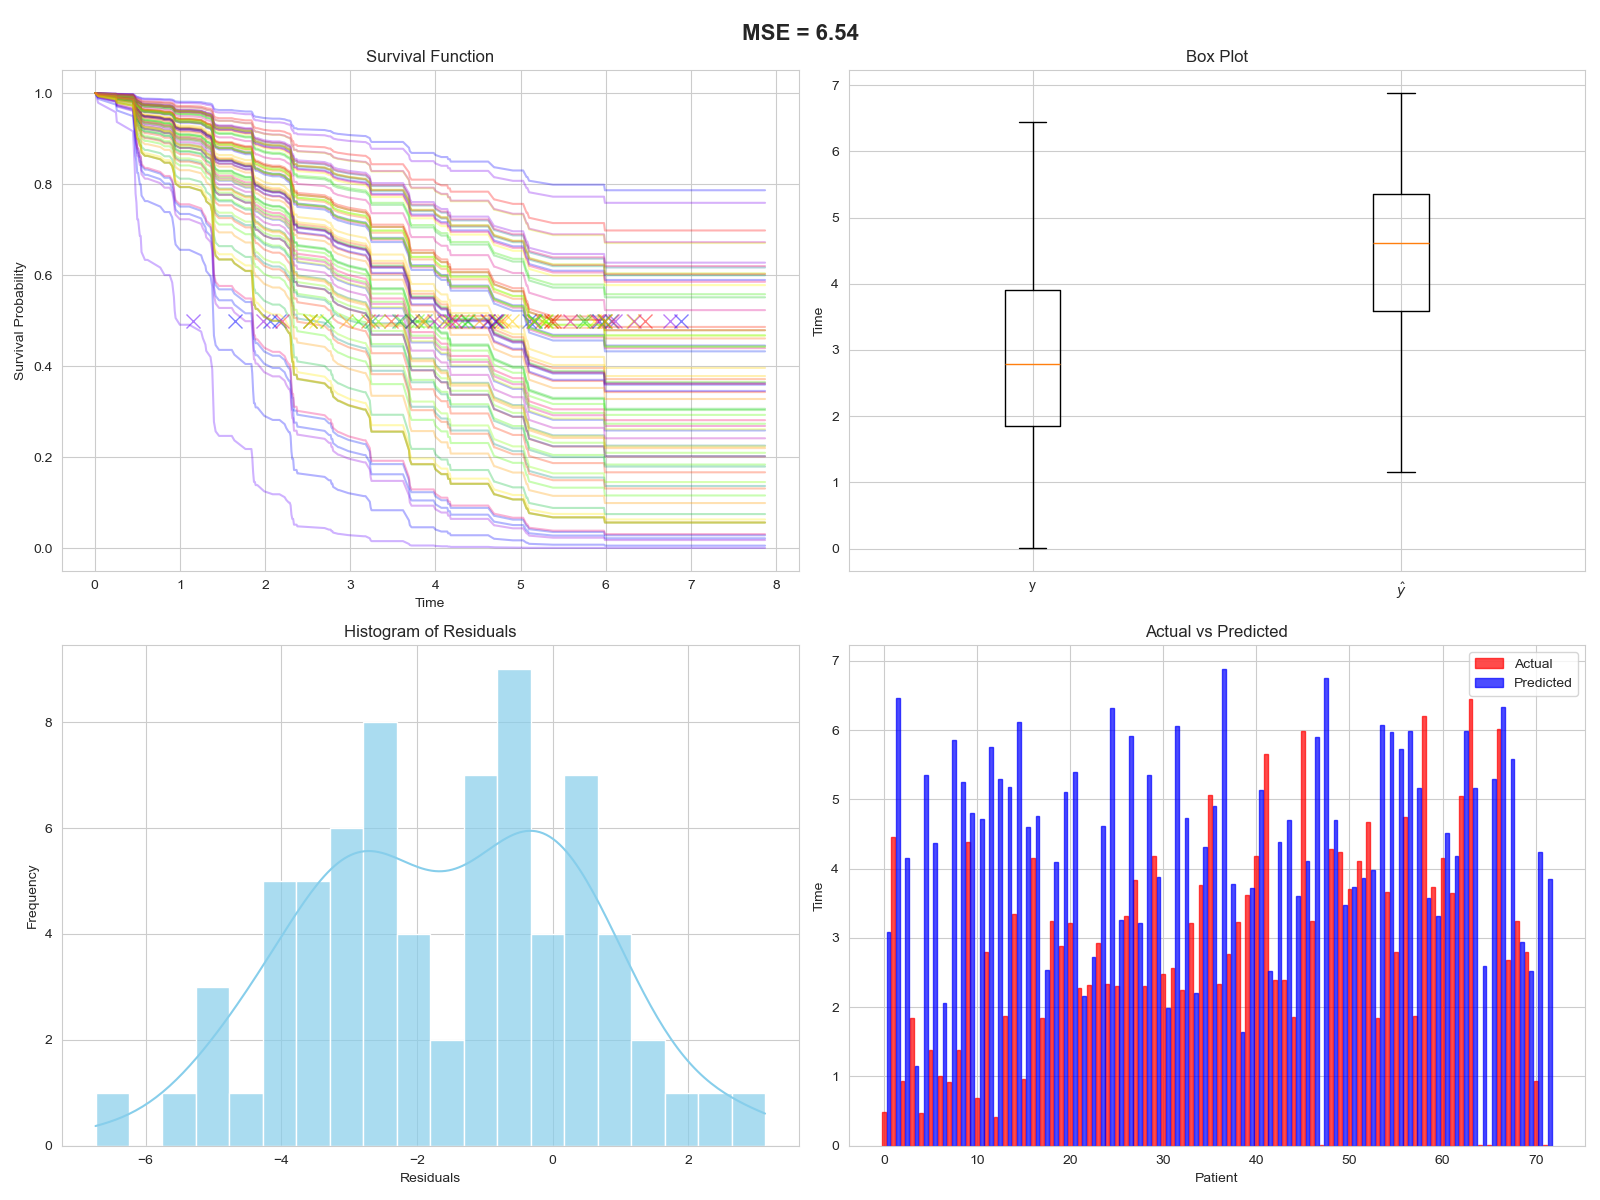 MSE = 6.54
Survival Function
Survival Probability
1.0
0.8
0.6
0.4
0.2
0.0
0 1 2 3 4 5 6 7 8
Time
Box Plot
Time
7
6
5
4
3
2
1
0
y ŷ
Histogram of Residuals
Frequency
8
6
4
2
0
−6 −4 −2 0 2
Residuals
Actual vs Predicted
Actual
Predicted
Time
7
6
5
4
3
2
1
0
0 10 20 30 40 50 60 70
Patient